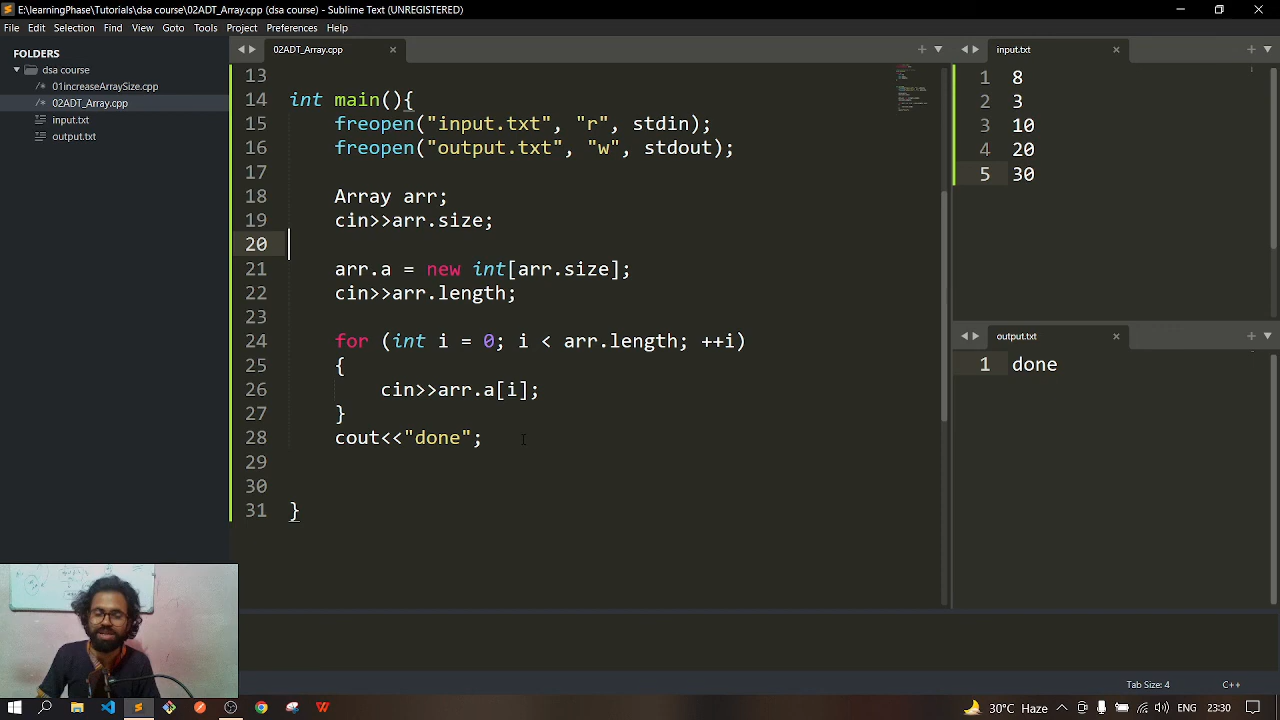 E:\learningPhase\Tutorials\dsa course\02ADT_Array.cpp (dsa course) - Sublime Text (UNREGISTERED)
File Edit Selection Find View Goto Tools Project Preferences Help
FOLDERS
dsa course
01increaseArraySize.cpp
02ADT_Array.cpp
input.txt
output.txt
02ADT_Array.cpp
13
14 int main(){
15 freopen("input.txt", "r", stdin);
16 freopen("output.txt", "w", stdout);
17
18 Array arr;
19 cin>>arr.size;
20
21 arr.a = new int[arr.size];
22 cin>>arr.length;
23
24 for (int i = 0; i < arr.length; ++i)
25 {
26 cin>>arr.a[i];
27 }
28 cout<<"done";
29
30
31 }
input.txt
1 8
2 3
3 10
4 20
5 30
output.txt
1 done
Tab Size: 4 C++
30°C Haze ENG 23:30